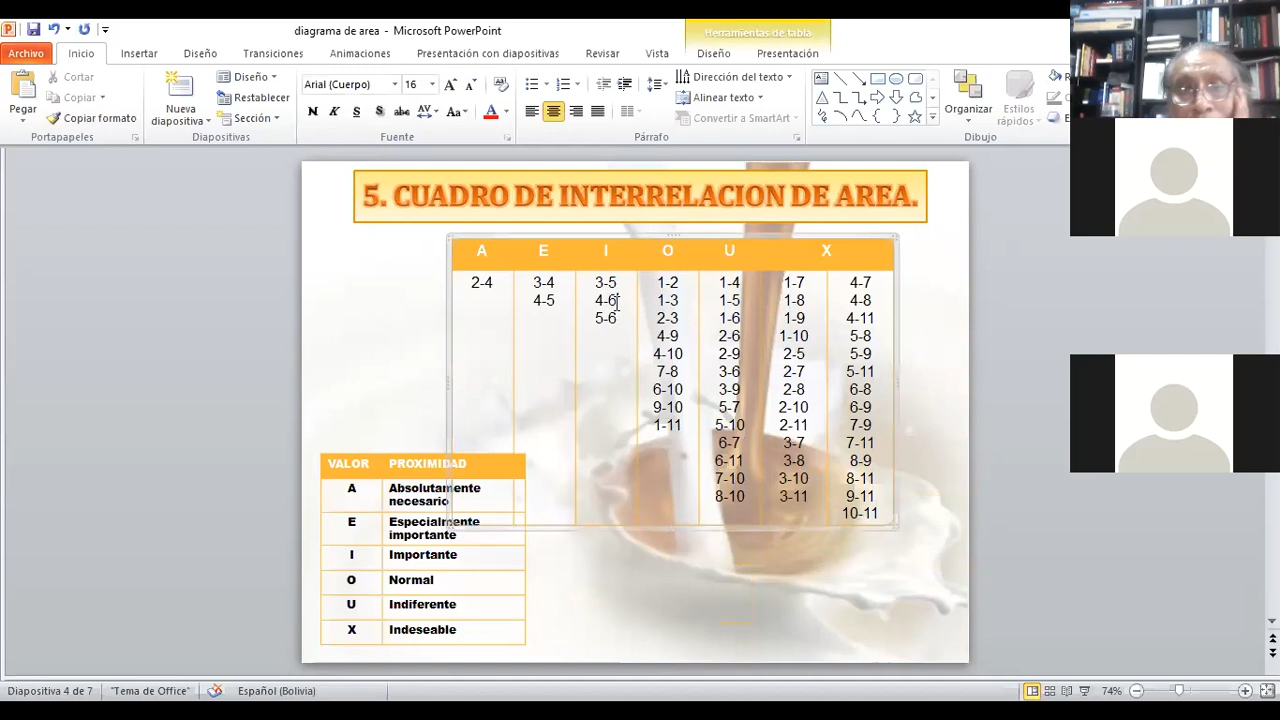 diagrama de area - Microsoft PowerPoint
Herramientas de tabla
Archivo Inicio Insertar Diseño Transiciones Animaciones Presentación con diapositivas Revisar Vista Diseño Presentación
Pegar
Cortar
Copiar
Copiar formato
Portapapeles
Nueva diapositiva
Diseño
Restablecer
Sección
Diapositivas
Arial (Cuerpo) 16
N K S abc AV Aa A
Fuente
Dirección del texto
Alinear texto
Convertir a SmartArt
Párrafo
Organizar
Estilos rápidos
Dibujo
5. CUADRO DE INTERRELACION DE AREA.
A E I O U X
2-4 3-4 3-5 1-2 1-4 1-7 4-7
4-5 4-6 1-3 1-5 1-8 4-8
5-6 2-3 1-6 1-9 4-11
4-9 2-6 1-10 5-8
4-10 2-9 2-5 5-9
7-8 3-6 2-7 5-11
6-10 3-9 2-8 6-8
9-10 5-7 2-10 6-9
1-11 5-10 2-11 7-9
6-7 3-7 7-11
6-11 3-8 8-9
7-10 3-10 8-11
8-10 3-11 9-11
10-11
VALOR PROXIMIDAD
A Absolutamente necesario
E Especialmente importante
I Importante
O Normal
U Indiferente
X Indeseable
Diapositiva 4 de 7 "Tema de Office" Español (Bolivia) 74%